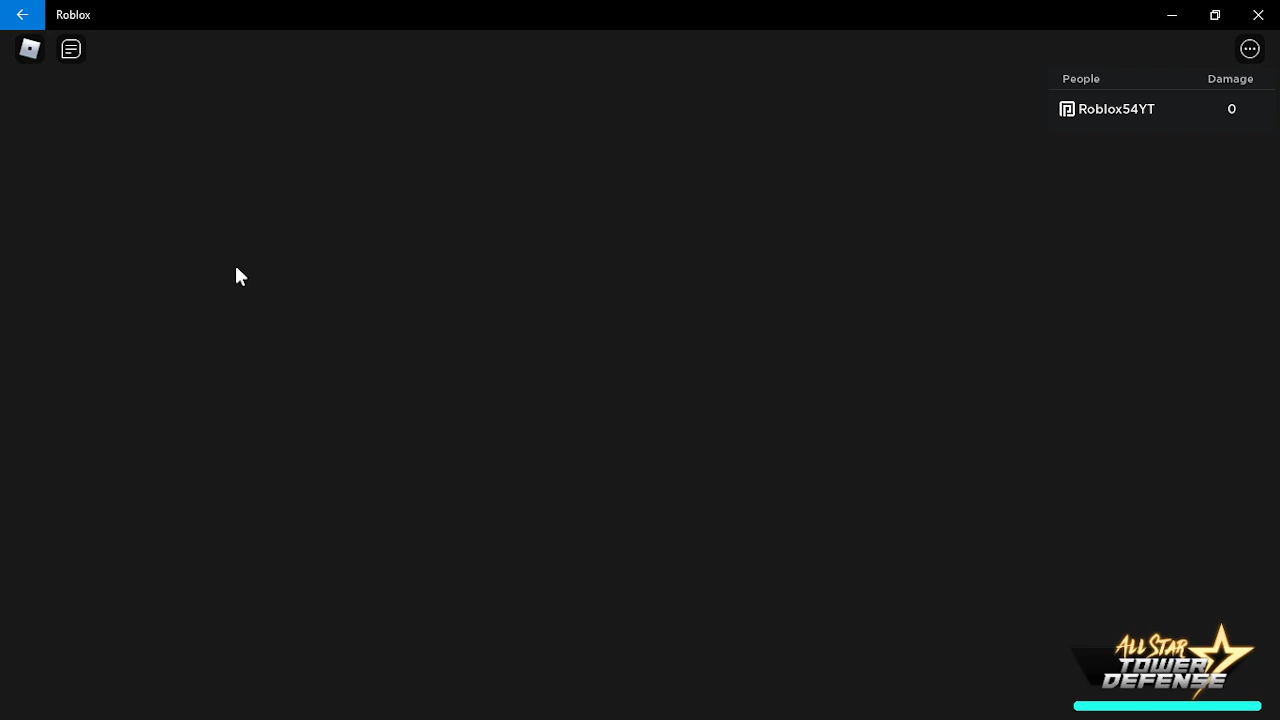 Roblox
People Damage
Roblox54YT 0
ALL STAR
TOWER
DEFENSE